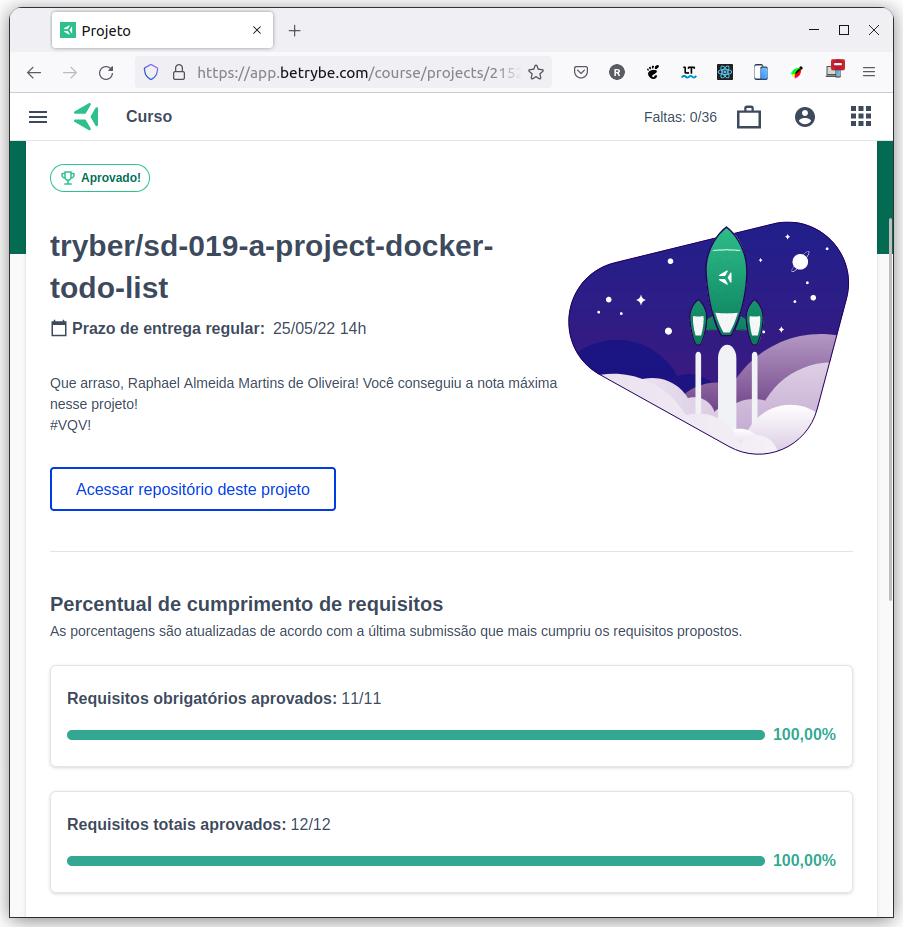 Projeto
https://app.betrybe.com/course/projects/215
Curso
Faltas: 0/36
Aprovado!
tryber/sd-019-a-project-docker-
todo-list
Prazo de entrega regular: 25/05/22 14h
Que arraso, Raphael Almeida Martins de Oliveira! Você conseguiu a nota máxima
nesse projeto!
#VQV!
Acessar repositório deste projeto
Percentual de cumprimento de requisitos
As porcentagens são atualizadas de acordo com a última submissão que mais cumpriu os requisitos propostos.
Requisitos obrigatórios aprovados: 11/11
100,00%
Requisitos totais aprovados: 12/12
100,00%